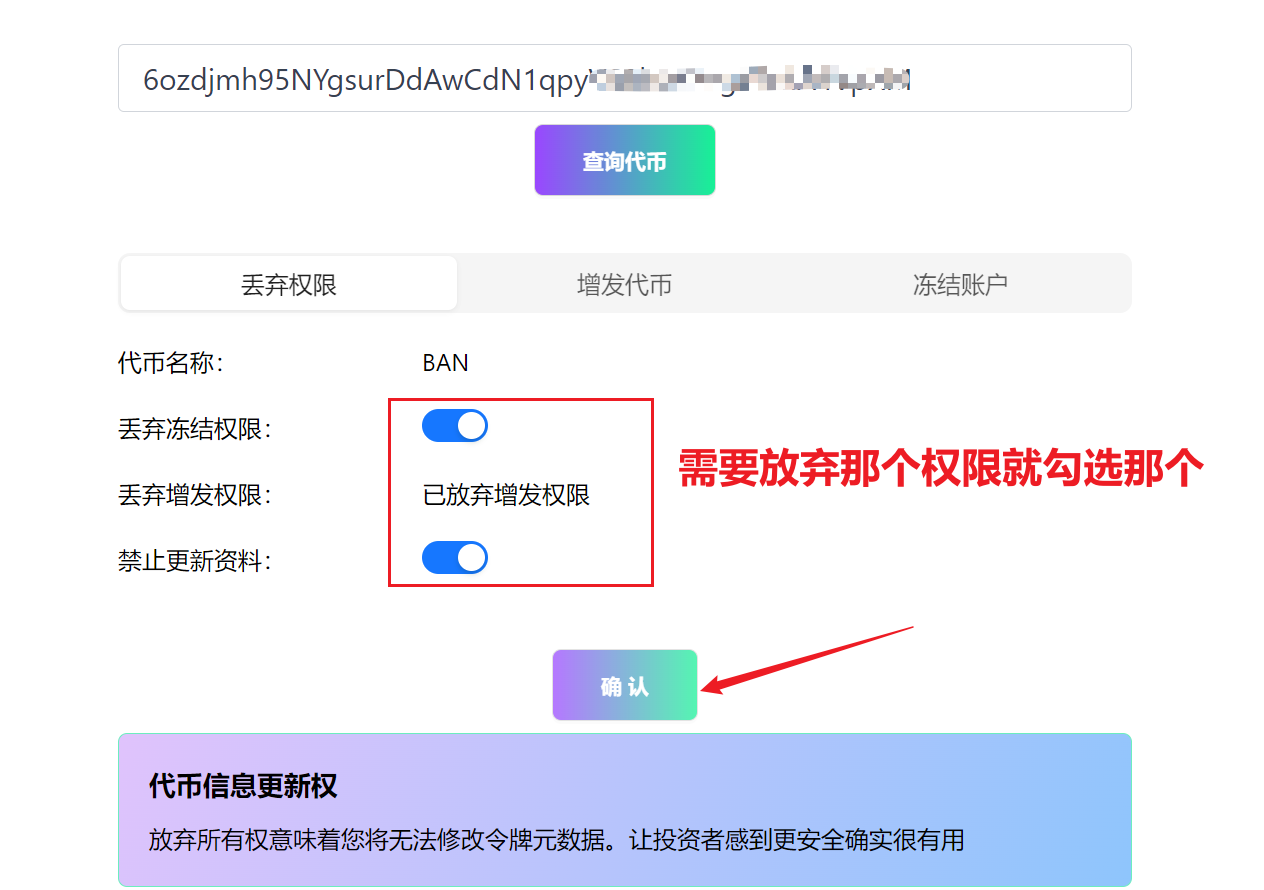 6ozdjmh95NYgsurDdAwCdN1qpy
查询代币
丢弃权限 增发代币 冻结账户
代币名称： BAN
丢弃冻结权限：
需要放弃那个权限就勾选那个
丢弃增发权限： 已放弃增发权限
禁止更新资料：
确 认
代币信息更新权
放弃所有权意味着您将无法修改令牌元数据。让投资者感到更安全确实很有用